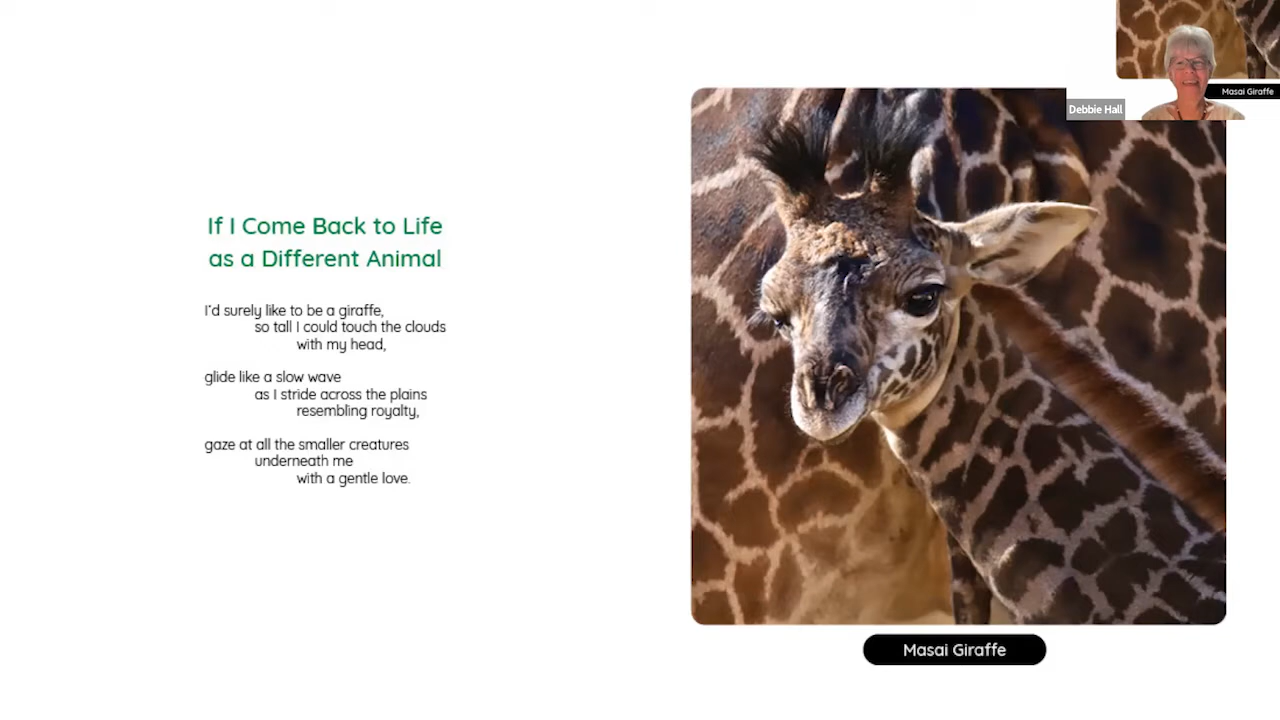 If I Come Back to Life
as a Different Animal
I'd surely like to be a giraffe,
so tall I could touch the clouds
with my head,
glide like a slow wave
as I stride across the plains
resembling royalty,
gaze at all the smaller creatures
underneath me
with a gentle love.
Masai Giraffe
Debbie Hall
Masai Giraffe